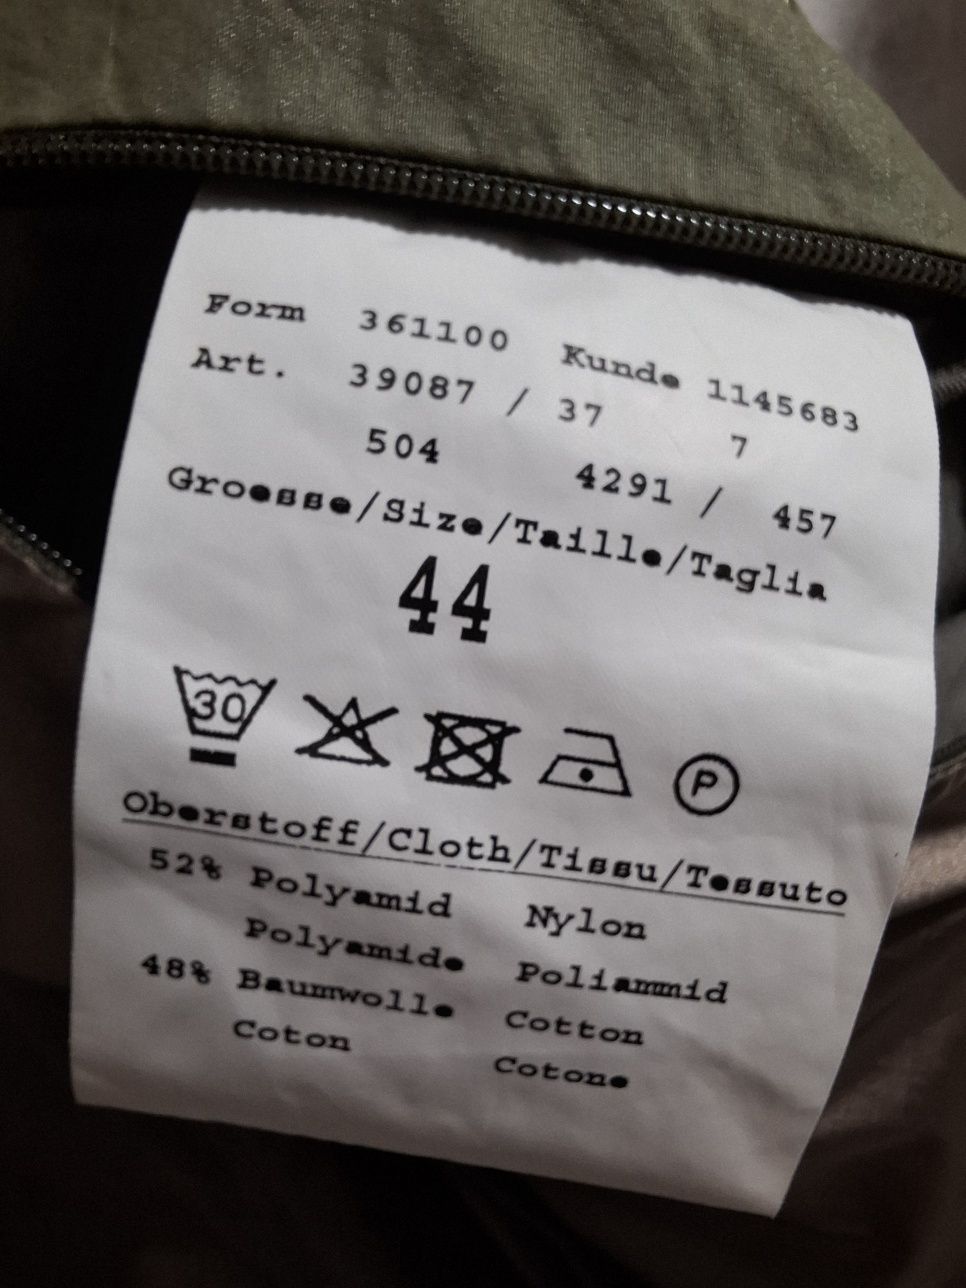 Form 361100 Kunde 1145683
Art. 39087 / 37 7
504 4291 / 457
Groesse/Size/Taille/Taglia
44
30 P
Oberstoff/Cloth/Tissu/Tessuto
52% Polyamid Nylon
Polyamide Poliammid
48% Baumwolle Cotton
Coton Cotone